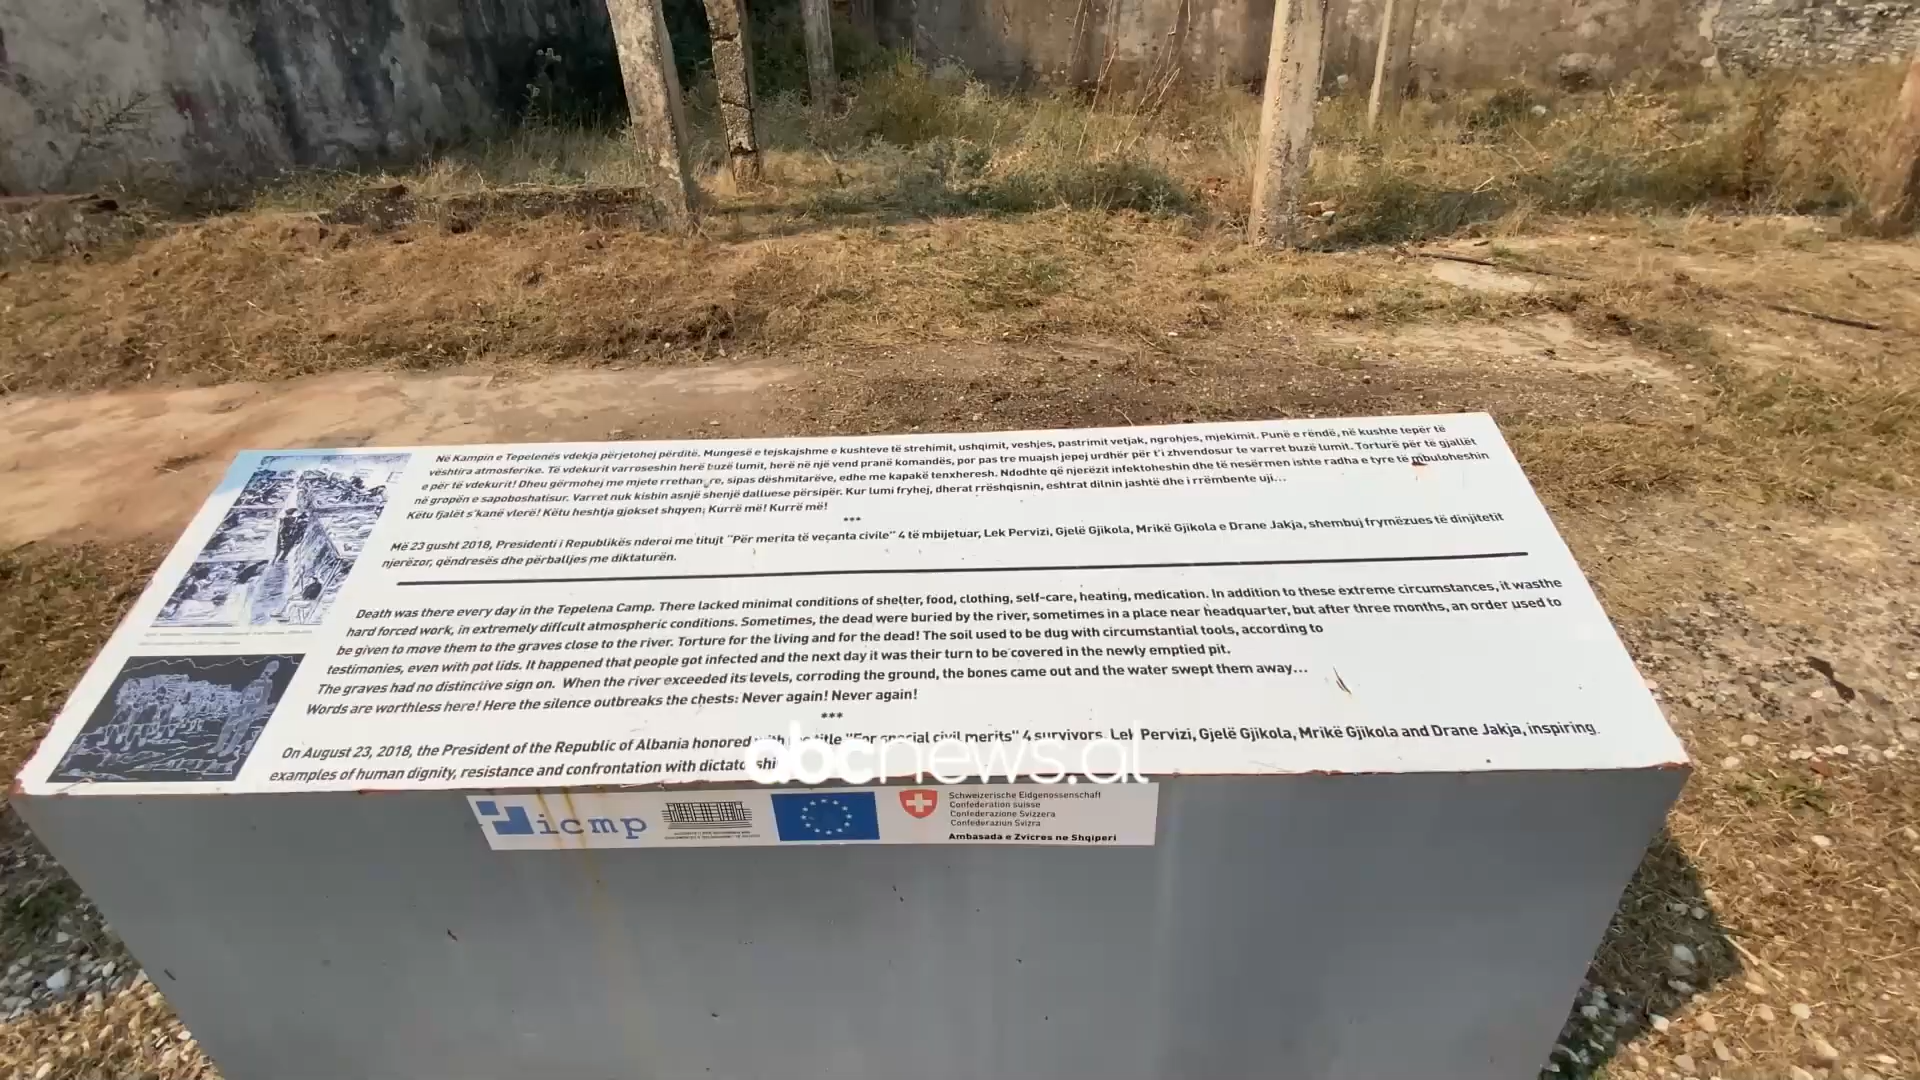 Në Kampin e Tepelenës vdekja përjetohej përditë. Mungesë e tejskajshme e kushteve të strehimit, ushqimit, veshjes, pastrimit vetjak, ngrohjes, mjekimit. Punë e rëndë, në kushte tepër të
vështira atmosferike. Të vdekurit varroseshin herë buzë lumit, herë në një vend pranë komandës, por pas tre muajsh jepej urdhër për t'i zhvendosur te varret buzë lumit. Torturë për të gjallët
e për të vdekurit! Dheu gërmohej me mjete rrethanore, sipas dëshmitarëve, edhe me kapakë tenxheresh. Ndodhte që njerëzit infektoheshin dhe të nesërmen ishte radha e tyre të mbuloheshin
në gropën e sapoboshatisur. Varret nuk kishin asnjë shenjë dalluese përsipër. Kur lumi fryhej, dherat rrëshqisnin, eshtrat dilnin jashtë dhe i rrëmbente uji...
Këtu fjalët s'kanë vlerë! Këtu heshtja gjokset shqyen: Kurrë më! Kurrë më!
***
Më 23 gusht 2018, Presidenti i Republikës nderoi me titujt "Për merita të veçanta civile" 4 të mbijetuar, Lek Pervizi, Gjelë Gjikola, Mrikë Gjikola e Drane Jakja, shembuj frymëzues të dinjitetit
njerëzor, qëndresës dhe përballjes me diktaturën.
Death was there every day in the Tepelena Camp. There lacked minimal conditions of shelter, food, clothing, self-care, heating, medication. In addition to these extreme circumstances, it wasthe
hard forced work, in extremely diflcult atmospheric conditions. Sometimes, the dead were buried by the river, sometimes in a place near headquarter, but after three months, an order used to
be given to move them to the graves close to the river. Torture for the living and for the dead! The soil used to be dug with circumstantial tools, according to
testimonies, even with pot lids. It happened that people got infected and the next day it was their turn to be covered in the newly emptied pit.
The graves had no distinctive sign on. When the river exceeded its levels, corroding the ground, the bones came out and the water swept them away...
Words are worthless here! Here the silence outbreaks the chests: Never again! Never again!
***
On August 23, 2018, the President of the Republic of Albania honored with the title "For special civil merits" 4 survivors, Lek Pervizi, Gjelë Gjikola, Mrikë Gjikola and Drane Jakja, inspiring
examples of human dignity, resistance and confrontation with dictatorship
abcnews.al
icmp
Schweizerische Eidgenossenschaft
Confédération suisse
Confederazione Svizzera
Confederaziun Svizra
Ambasada e Zvicres ne Shqiperi